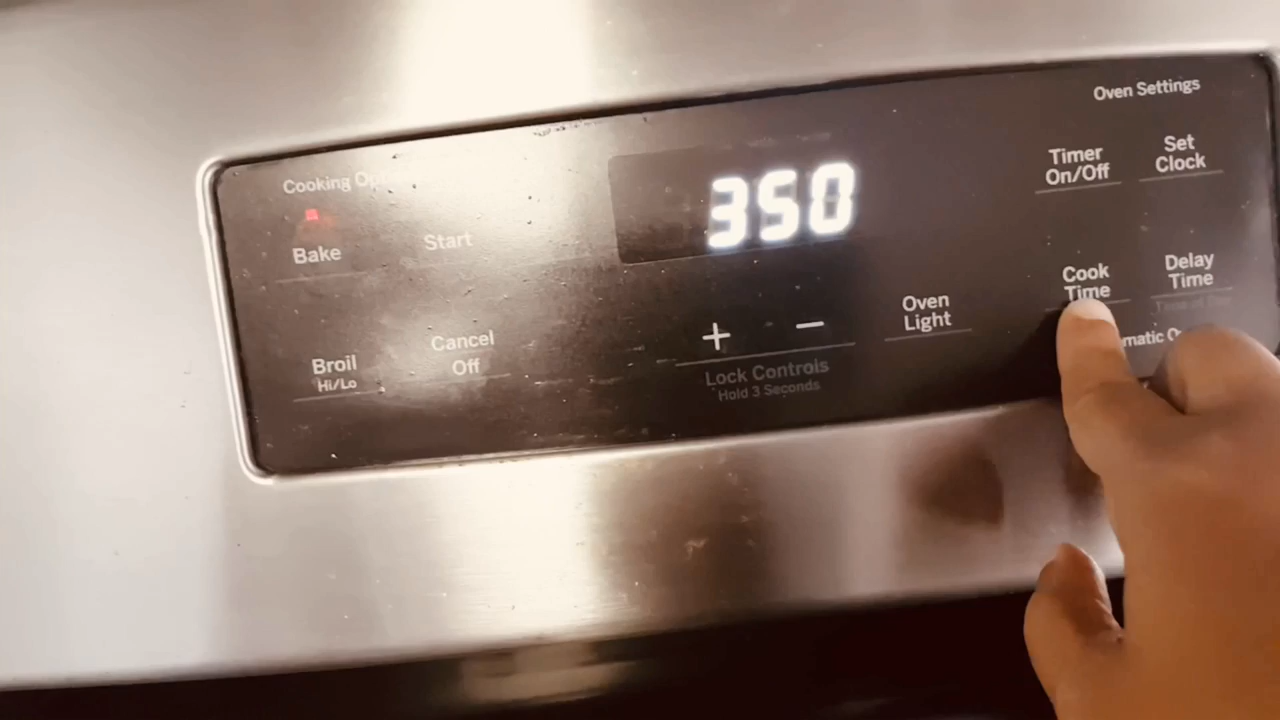 Oven Settings
Cooking
350
Timer
On/Off
Set
Clock
Bake
Start
Cook
Time
Delay
Time
Oven
Light
+ −
Broil
Hi/Lo
Cancel
Off
Lock Controls
Hold 3 Seconds